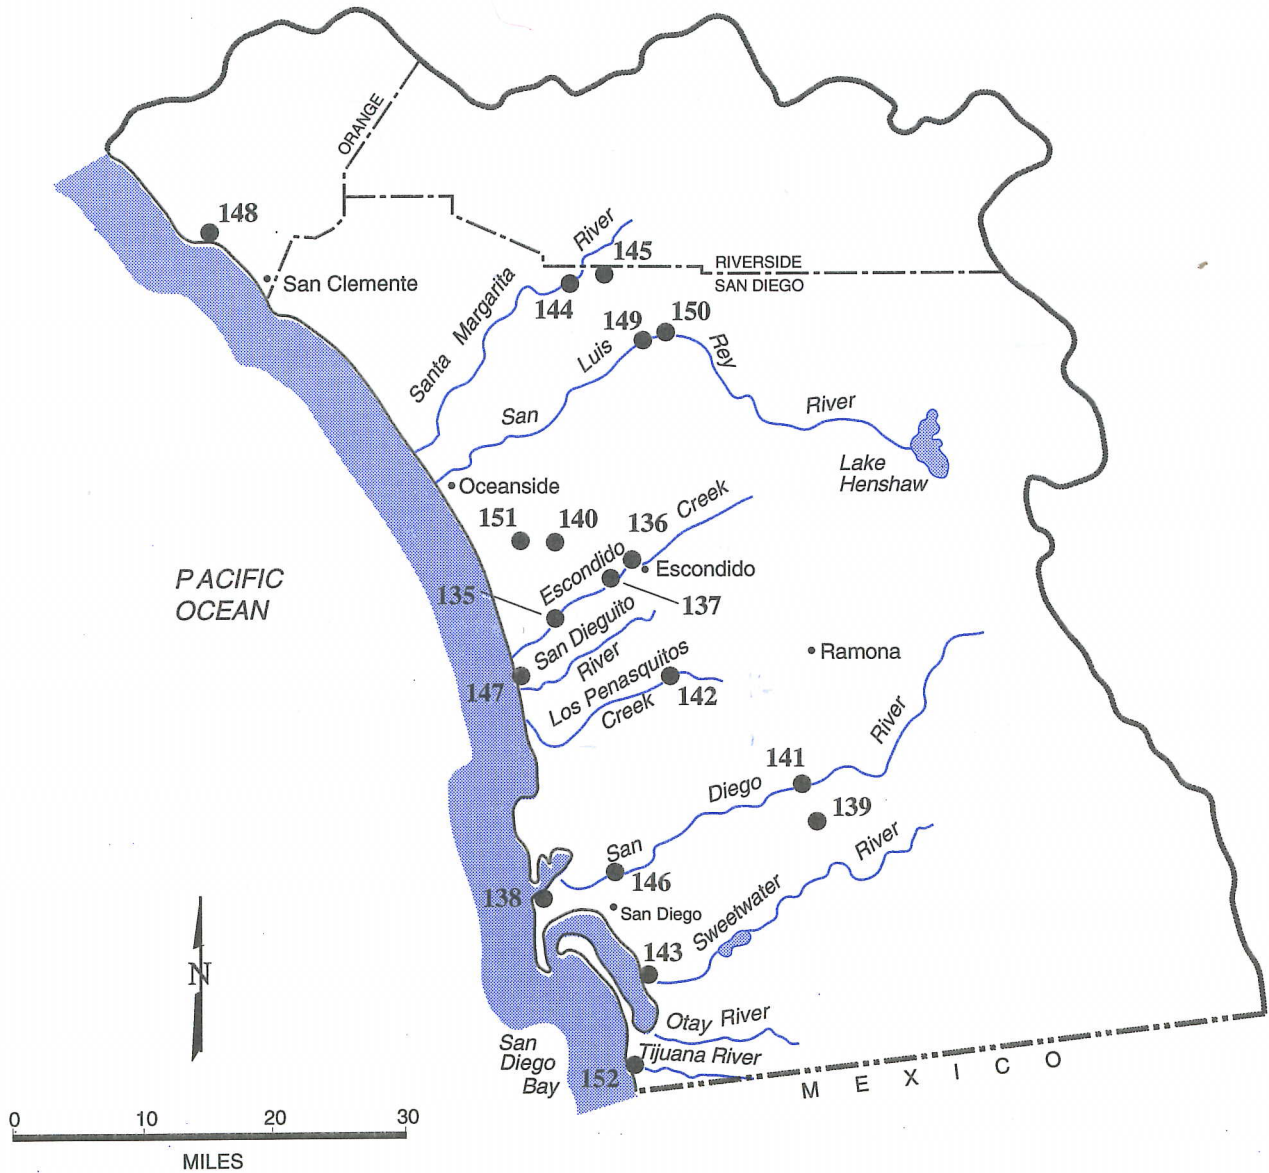 ORANGE
148
San Clemente
River
145
RIVERSIDE
SAN DIEGO
Santa Margarita
144
149
150
San Luis Rey River
Lake
Henshaw
Oceanside
151
140
136
Escondido Creek
Escondido
135
137
PACIFIC
OCEAN
San Dieguito
River
147
Los Penasquitos
Creek
142
Ramona
141
San Diego River
139
146
138
San Diego
Sweetwater River
143
N
Otay River
San
Diego
Bay
Tijuana River
152
MEXICO
0 10 20 30
MILES